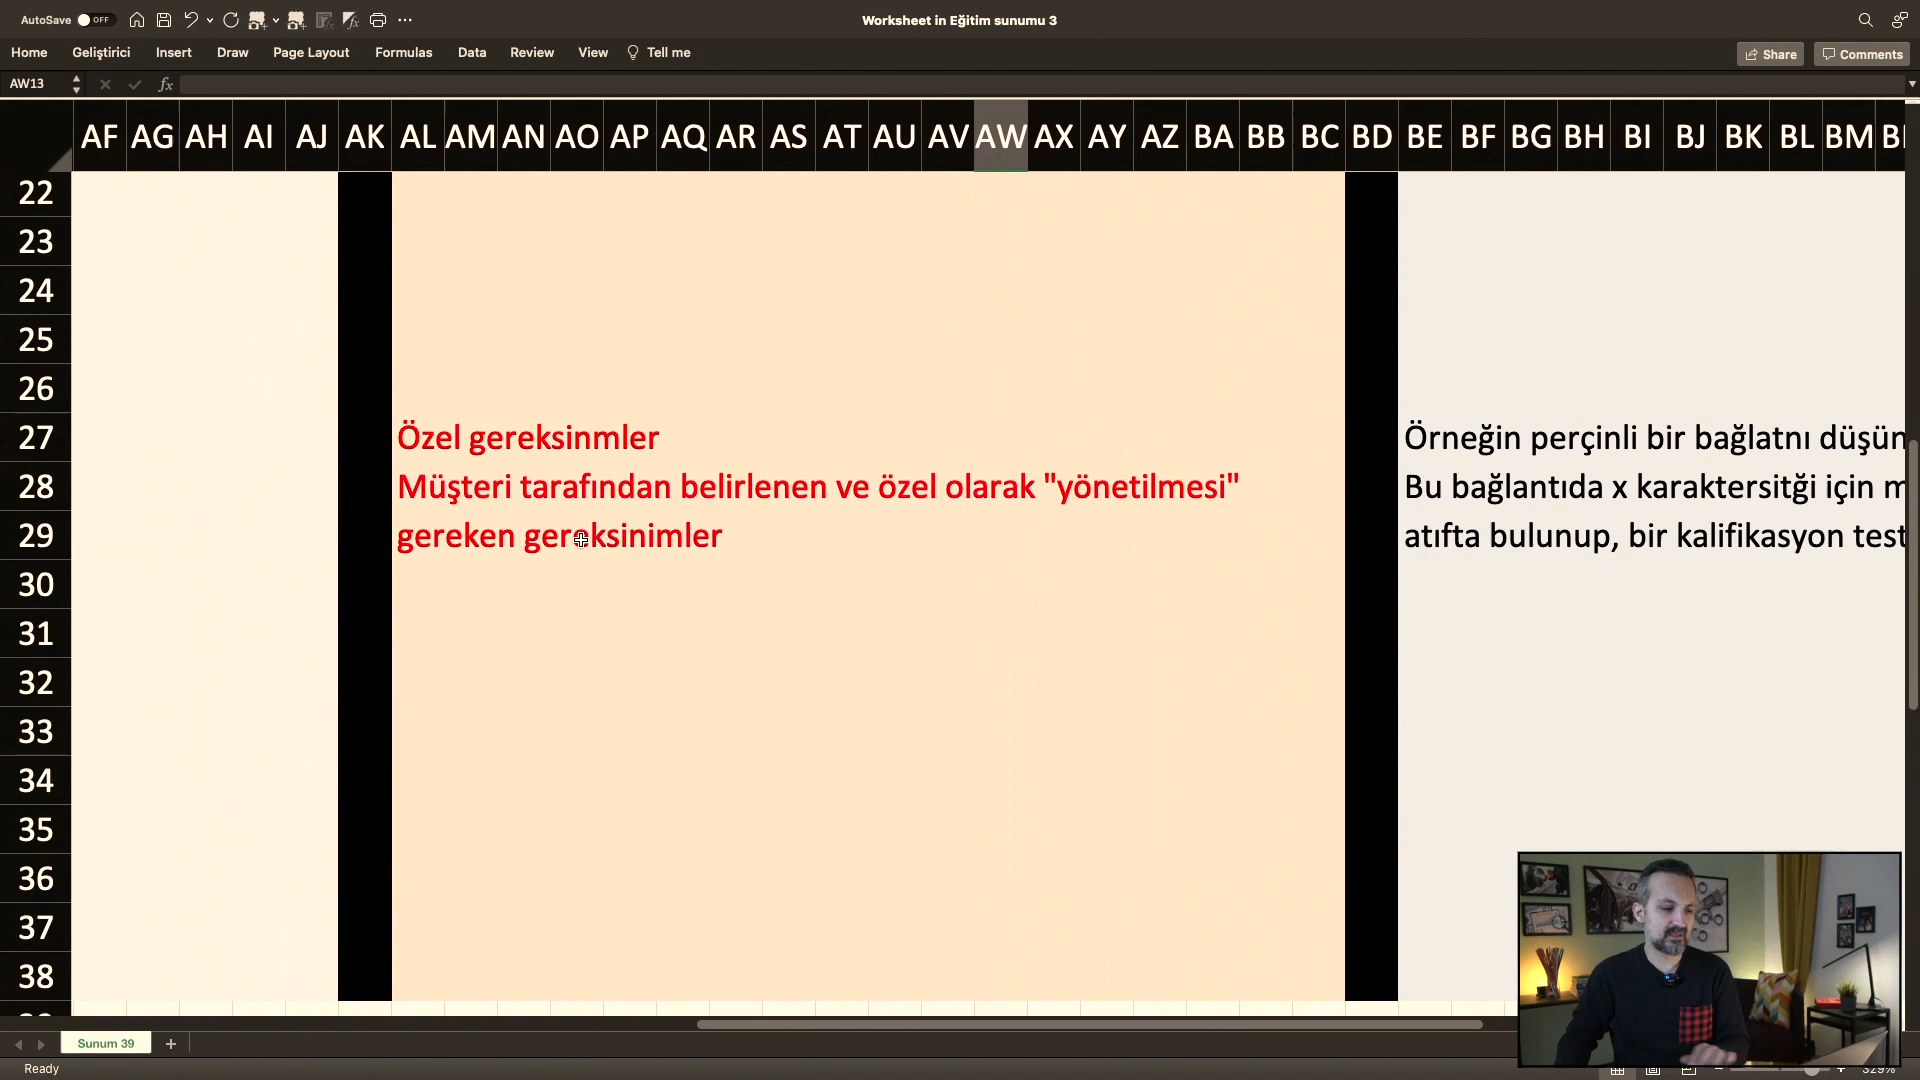 AutoSave OFF
Worksheet in Eğitim sunumu 3
Home Geliştirici Insert Draw Page Layout Formulas Data Review View Tell me
Share Comments
AW13 fx
AF AG AH AI AJ AK AL AM AN AO AP AQ AR AS AT AU AV AW AX AY AZ BA BB BC BD BE BF BG BH BI BJ BK BL BM
22
23
24
25
26
27 Özel gereksinmler Örneğin perçinli bir bağlatnı düşün
28 Müşteri tarafından belirlenen ve özel olarak "yönetilmesi" Bu bağlantıda x karaktersitği için m
29 gereken gereksinimler atıfta bulunup, bir kalifikasyon test
30
31
32
33
34
35
36
37
38
Sunum 39
Ready
329%